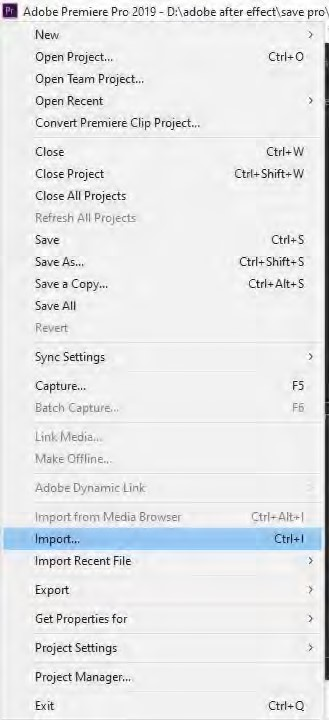 Pr Adobe Premiere Pro 2019 - D:\adobe after effect\save pro\
New
Open Project... Ctrl+O
Open Team Project...
Open Recent
Convert Premiere Clip Project...
Close Ctrl+W
Close Project Ctrl+Shift+W
Close All Projects
Refresh All Projects
Save Ctrl+S
Save As... Ctrl+Shift+S
Save a Copy... Ctrl+Alt+S
Save All
Revert
Sync Settings
Capture... F5
Batch Capture... F6
Link Media...
Make Offline...
Adobe Dynamic Link
Import from Media Browser Ctrl+Alt+I
Import... Ctrl+I
Import Recent File
Export
Get Properties for
Project Settings
Project Manager...
Exit Ctrl+Q